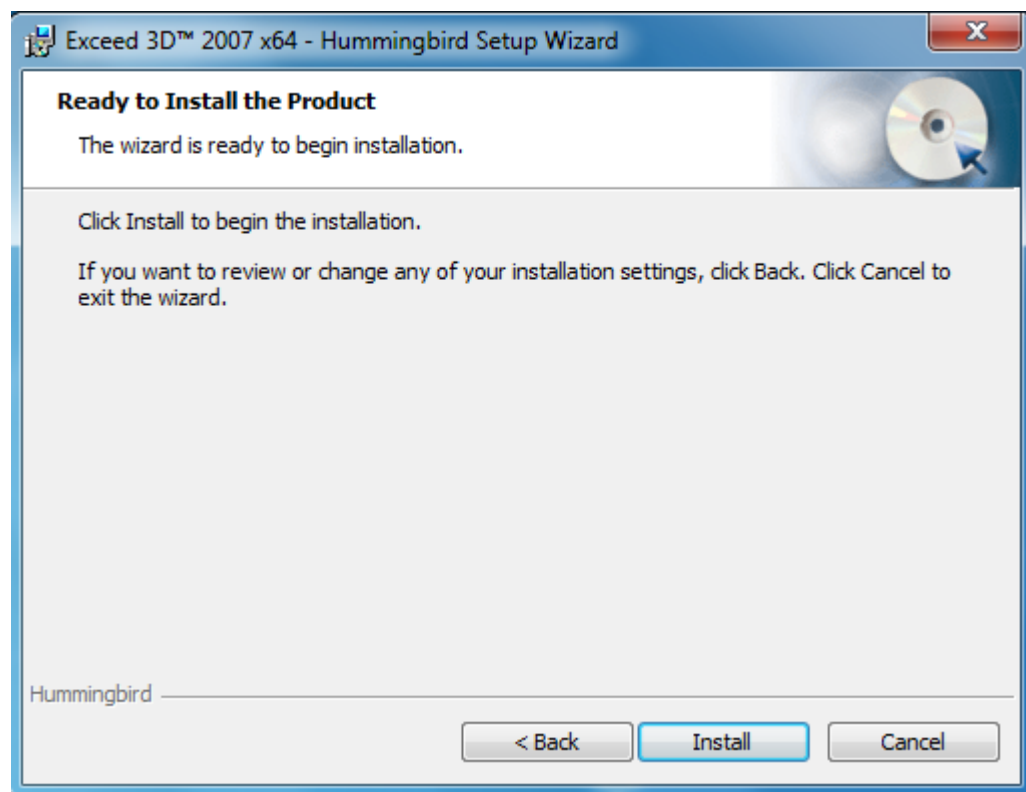 Exceed 3D™ 2007 x64 - Hummingbird Setup Wizard
Ready to Install the Product
The wizard is ready to begin installation.
Click Install to begin the installation.
If you want to review or change any of your installation settings, click Back. Click Cancel to
exit the wizard.
Hummingbird
< Back Install Cancel